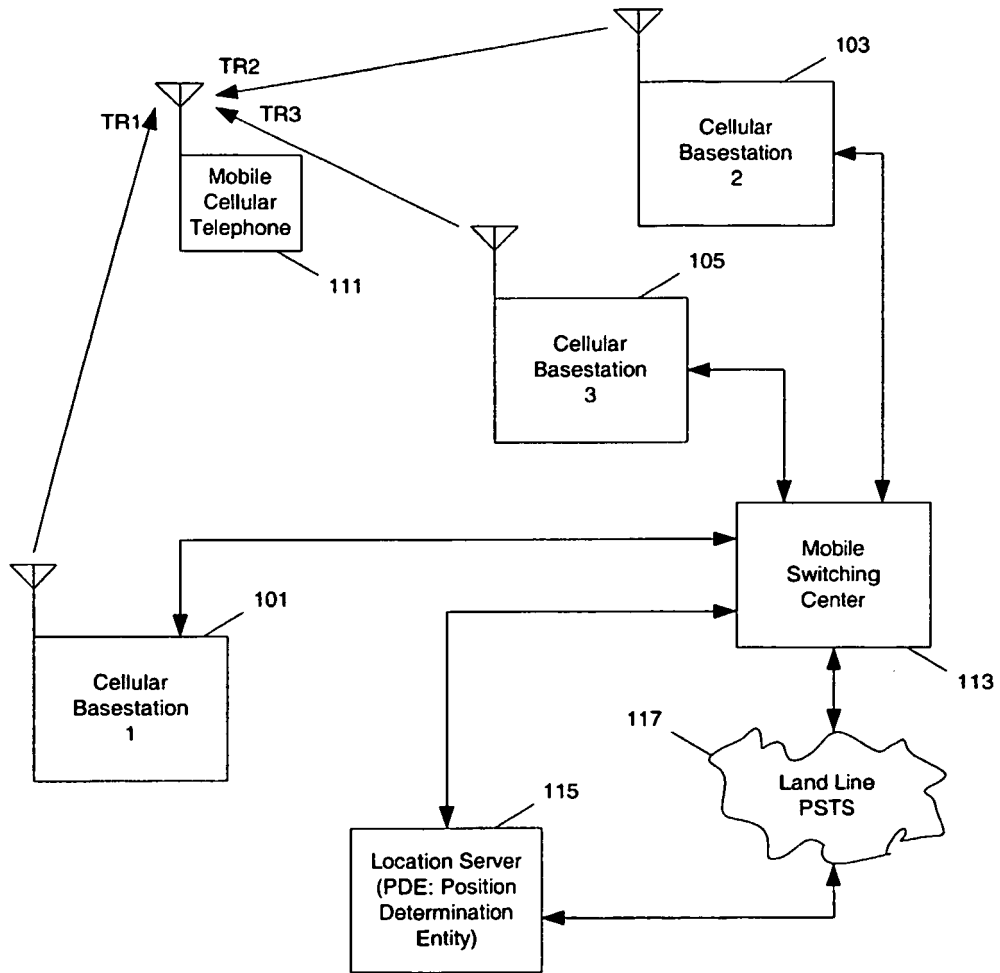 103
TR2
TR1
TR3
Cellular
Basestation
2
Mobile
Cellular
Telephone
111
105
Cellular
Basestation
3
Mobile
Switching
Center
101
113
Cellular
Basestation
1
117
Land Line
PSTS
115
Location Server
(PDE: Position
Determination
Entity)